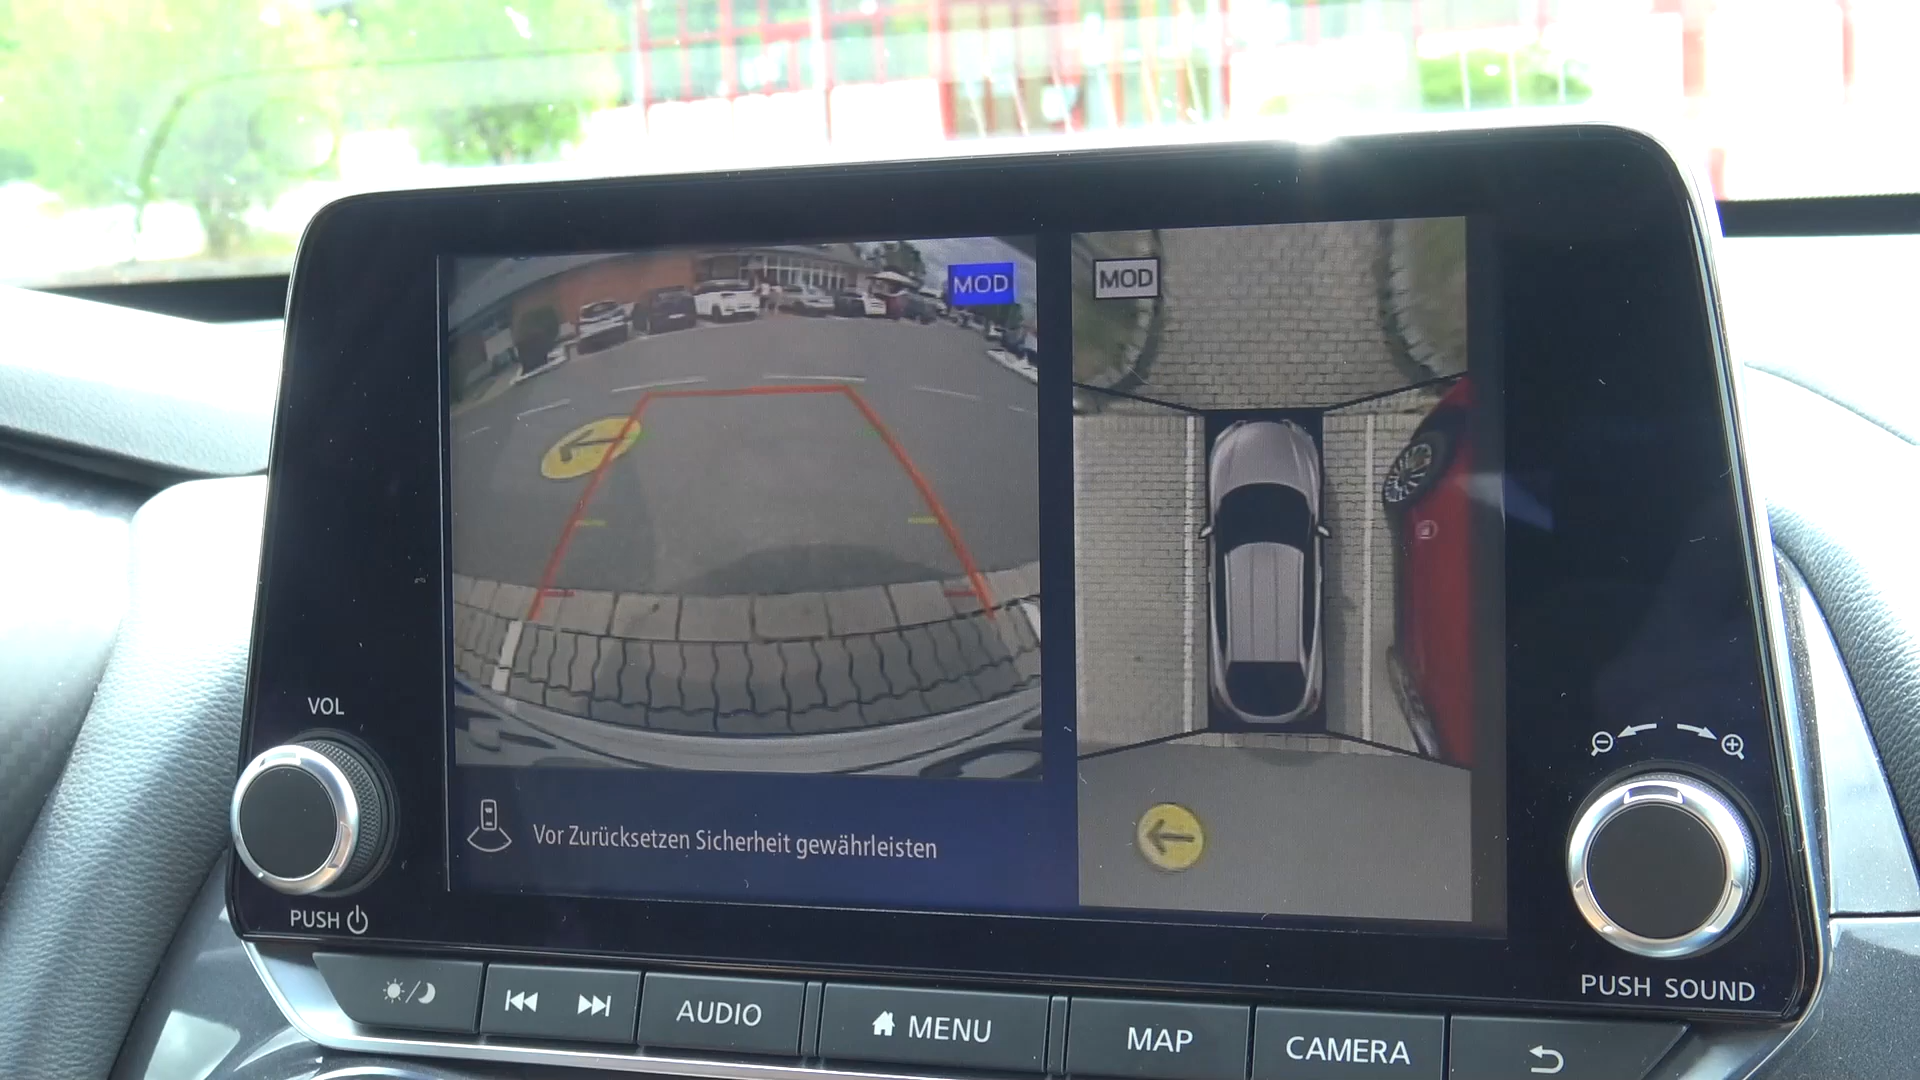 MOD
MOD
Vor Zurücksetzen Sicherheit gewährleisten
VOL
PUSH
PUSH SOUND
AUDIO
MENU
MAP
CAMERA